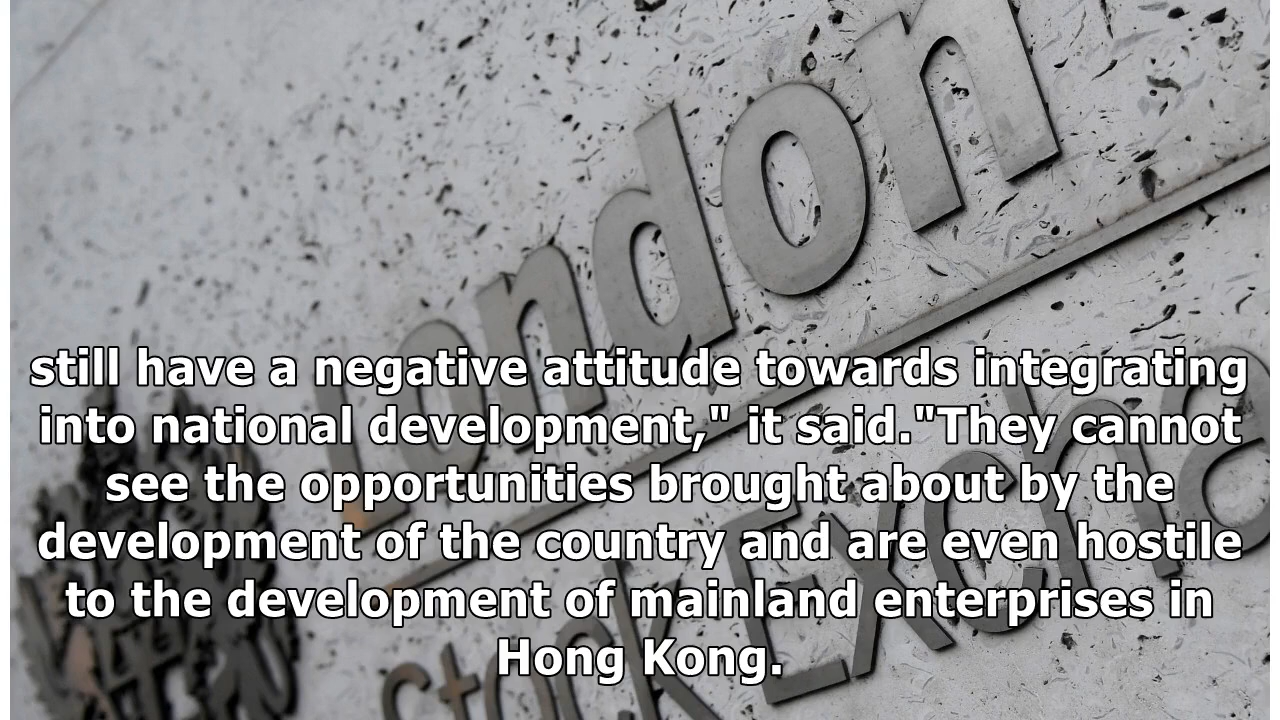 London
Stock Excha
still have a negative attitude towards integrating
into national development," it said."They cannot
see the opportunities brought about by the
development of the country and are even hostile
to the development of mainland enterprises in
Hong Kong.